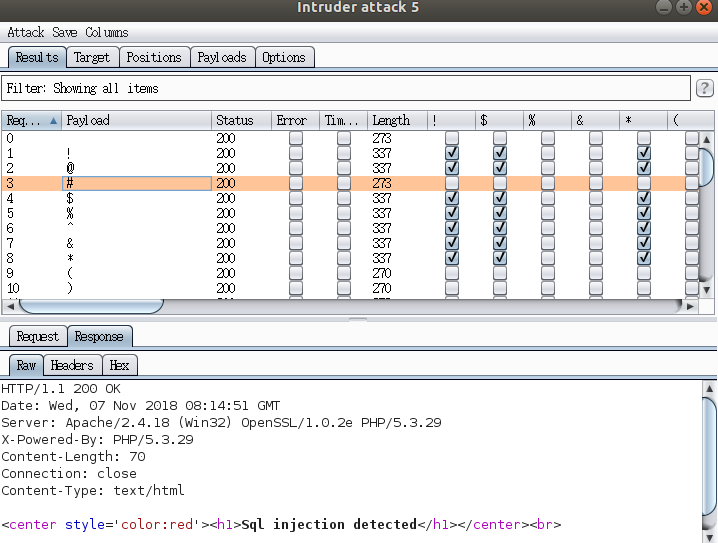 Intruder attack 5
Attack Save Columns
Results Target Positions Payloads Options
Filter: Showing all items ?
Req... Payload Status Error Tim... Length ! $ % & * (
0 200 273
1 ! 200 337
2 @ 200 337
3 # 200 273
4 $ 200 337
5 % 200 337
6 ^ 200 337
7 & 200 337
8 * 200 337
9 ( 200 270
10 ) 200 270
Request Response
Raw Headers Hex
HTTP/1.1 200 OK
Date: Wed, 07 Nov 2018 08:14:51 GMT
Server: Apache/2.4.18 (Win32) OpenSSL/1.0.2e PHP/5.3.29
X-Powered-By: PHP/5.3.29
Content-Length: 70
Connection: close
Content-Type: text/html
<center style='color:red'><h1>Sql injection detected</h1></center><br>